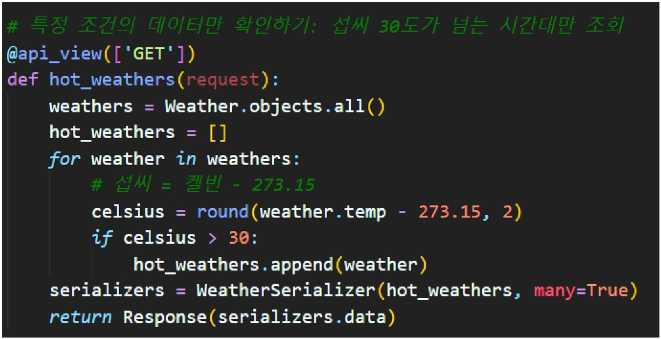 # 특정 조건의 데이터만 확인하기: 섭씨 30도가 넘는 시간대만 조회
@api_view(['GET'])
def hot_weathers(request):
    weathers = Weather.objects.all()
    hot_weathers = []
    for weather in weathers:
        # 섭씨 = 켈빈 - 273.15
        celsius = round(weather.temp - 273.15, 2)
        if celsius > 30:
            hot_weathers.append(weather)
    serializers = WeatherSerializer(hot_weathers, many=True)
    return Response(serializers.data)